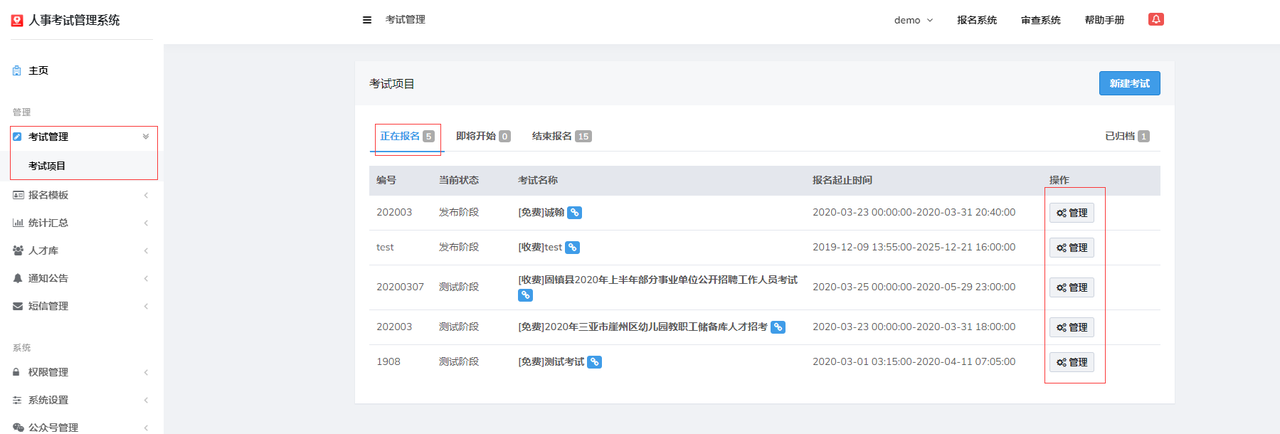 人事考试管理系统
考试管理
demo
报名系统
审查系统
帮助手册
主页
管理
考试管理
考试项目
报名模板
统计汇总
人才库
通知公告
短信管理
系统
权限管理
系统设置
公众号管理
考试项目
新建考试
正在报名 5
即将开始 0
结束报名 15
已归档 1
编号 当前状态 考试名称 报名起止时间 操作
202003 发布阶段 [免费]诚翰 2020-03-23 00:00:00-2020-03-31 20:40:00 管理
test 发布阶段 [收费]test 2019-12-09 13:55:00-2025-12-21 16:00:00 管理
20200307 测试阶段 [收费]固镇县2020年上半年部分事业单位公开招聘工作人员考试 2020-03-25 00:00:00-2020-05-29 23:00:00 管理
202003 测试阶段 [免费]2020年三亚市崖州区幼儿园教职工储备库人才招考 2020-03-23 00:00:00-2020-03-31 18:00:00 管理
1908 测试阶段 [免费]测试考试 2020-03-01 03:15:00-2020-04-11 07:05:00 管理